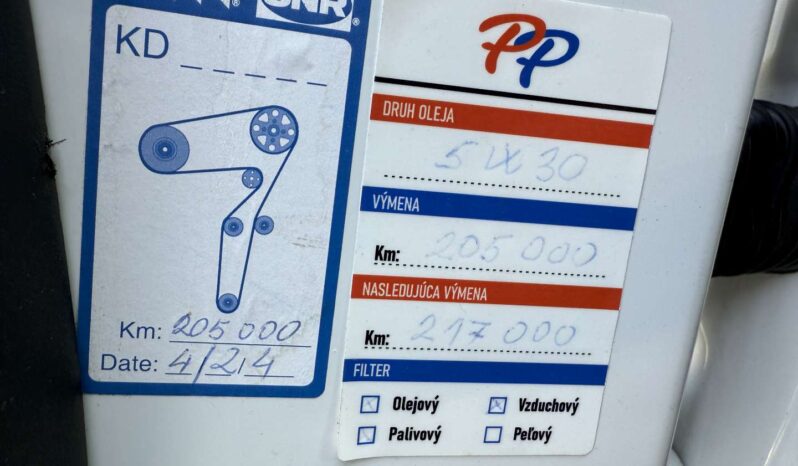 SNR
KD
Km: 205 000
Date: 4/24
PP
DRUH OLEJA
5W30
VÝMENA
Km: 205 000
NASLEDUJÚCA VÝMENA
Km: 217 000
FILTER
Olejový
Vzduchový
Palivový
Peľový